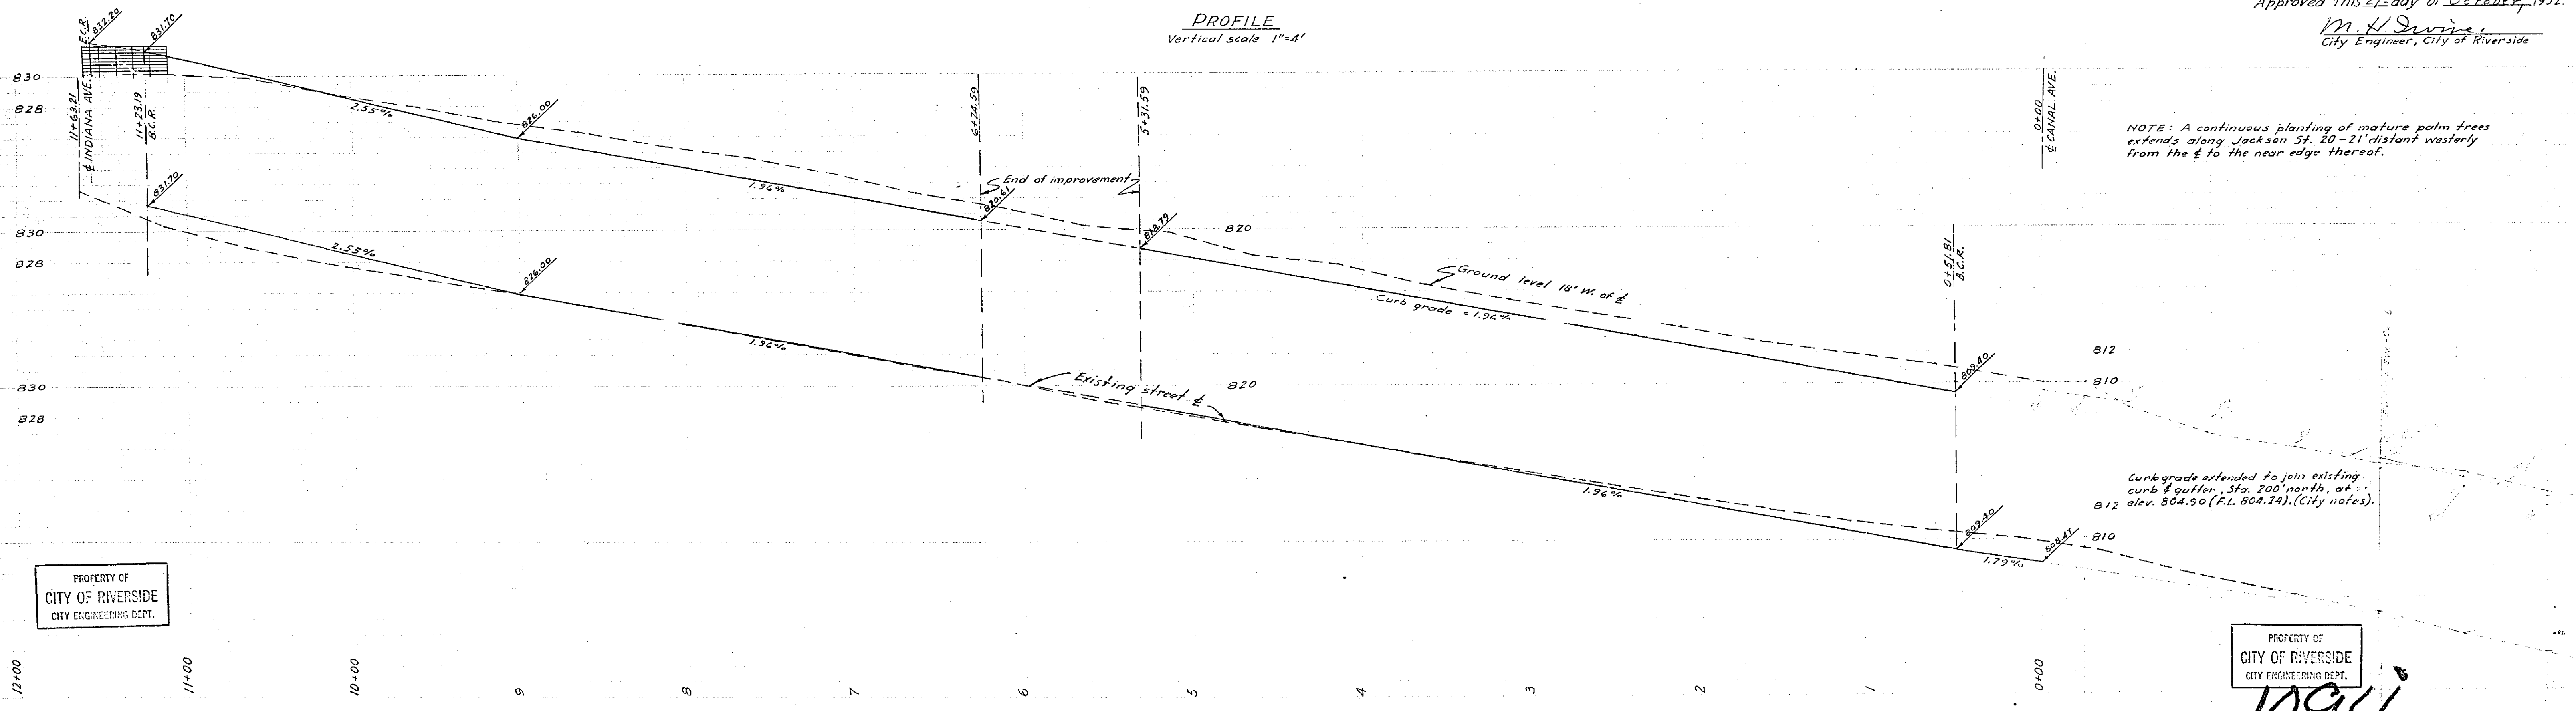 PROFILE
Vertical scale 1"=4'
Approved this 21 day of October, 1952.
M. H. Irvine.
City Engineer, City of Riverside
E.C.R.
832.20
831.70
830
828
11+63.21
℄ INDIANA AVE.
11+23.19
B.C.R.
2.55%
826.00
1.96%
6+24.59
820.61
End of improvement
5+31.59
818.79
820
Ground level 18' W. of ℄
Curb grade = 1.96%
0+00
℄ CANAL AVE.
NOTE: A continuous planting of mature palm trees
extends along Jackson St. 20-21' distant westerly
from the ℄ to the near edge thereof.
0+51.81
B.C.R.
809.40
812
810
831.70
830
828
2.55%
826.00
1.96%
830
828
Existing street ℄
820
1.96%
809.40
808.47
1.79%
812
810
Curb grade extended to join existing
curb & gutter, Sta. 200' north, at
elev. 804.90 (F.L. 804.24). (City notes).
PROPERTY OF
CITY OF RIVERSIDE
CITY ENGINEERING DEPT.
PROPERTY OF
CITY OF RIVERSIDE
CITY ENGINEERING DEPT.
12+00
11+00
10+00
9
8
7
6
5
4
3
2
1
0+00